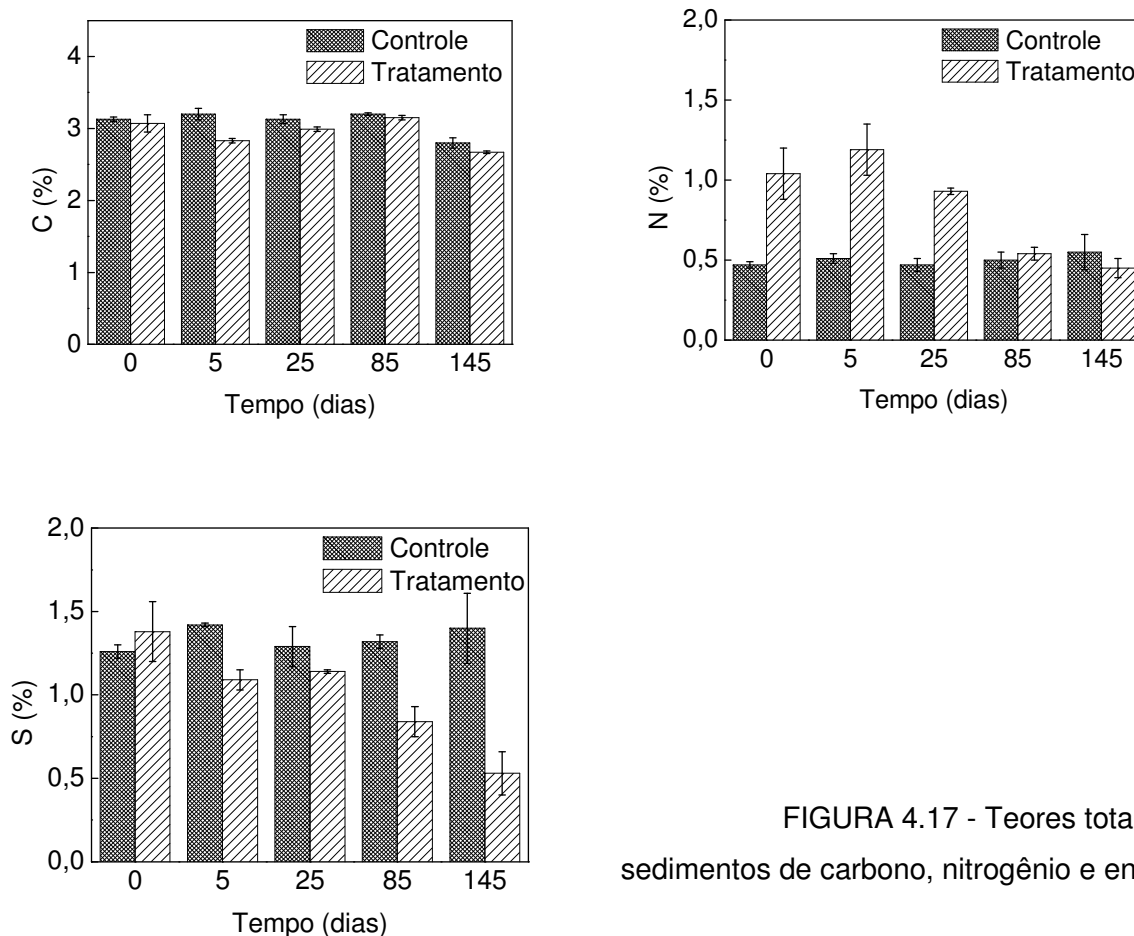 4
3
2
1
0
C (%)
Controle
Tratamento
0 5 25 85 145
Tempo (dias)
2,0
1,5
1,0
0,5
0,0
N (%)
Controle
Tratamento
0 5 25 85 145
Tempo (dias)
2,0
1,5
1,0
0,5
0,0
S (%)
Controle
Tratamento
0 5 25 85 145
Tempo (dias)
FIGURA 4.17 - Teores tota
sedimentos de carbono, nitrogênio e en